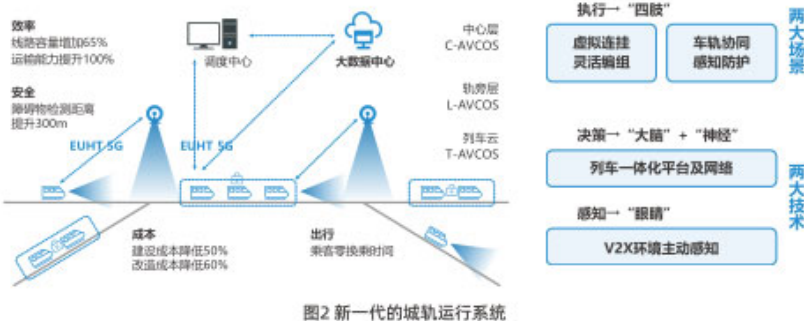 效率
线路容量增加65%
运输能力提升100%
安全
障碍物检测距离
提升300m
调度中心
大数据中心
中心层
C-AVCOS
轨旁层
L-AVCOS
列车云
T-AVCOS
EUHT 5G
EUHT 5G
成本
建设成本降低50%
改造成本降低60%
出行
乘客零换乘时间
执行→“四肢”
虚拟连挂
灵活编组
车轨协同
感知防护
两大场景
决策→“大脑”+“神经”
列车一体化平台及网络
感知→“眼睛”
V2X环境主动感知
两大技术
图2 新一代的城轨运行系统